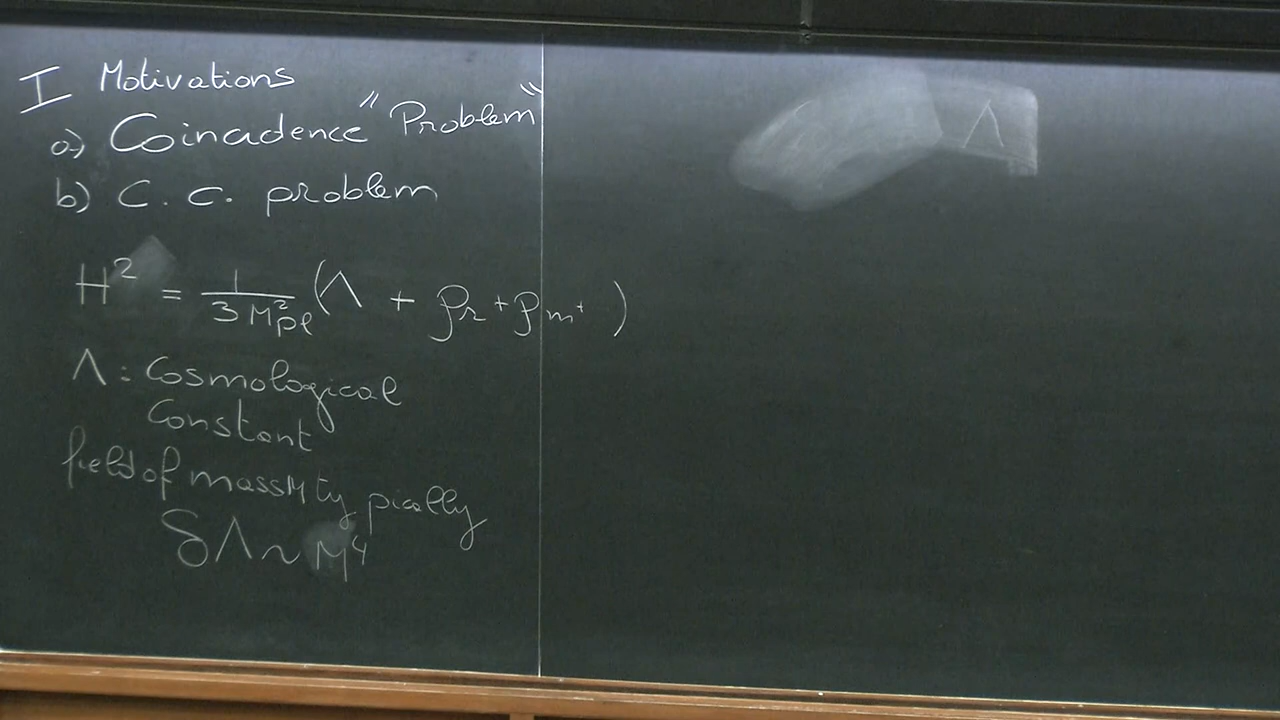 I Motivations
a) Coincidence "Problem"
b) C.C. problem
H² = 1/(3 M²pl) (Λ + ρr + ρm + )
Λ : Cosmological
Constant
field of mass M typically
δΛ ~ M⁴
Λ